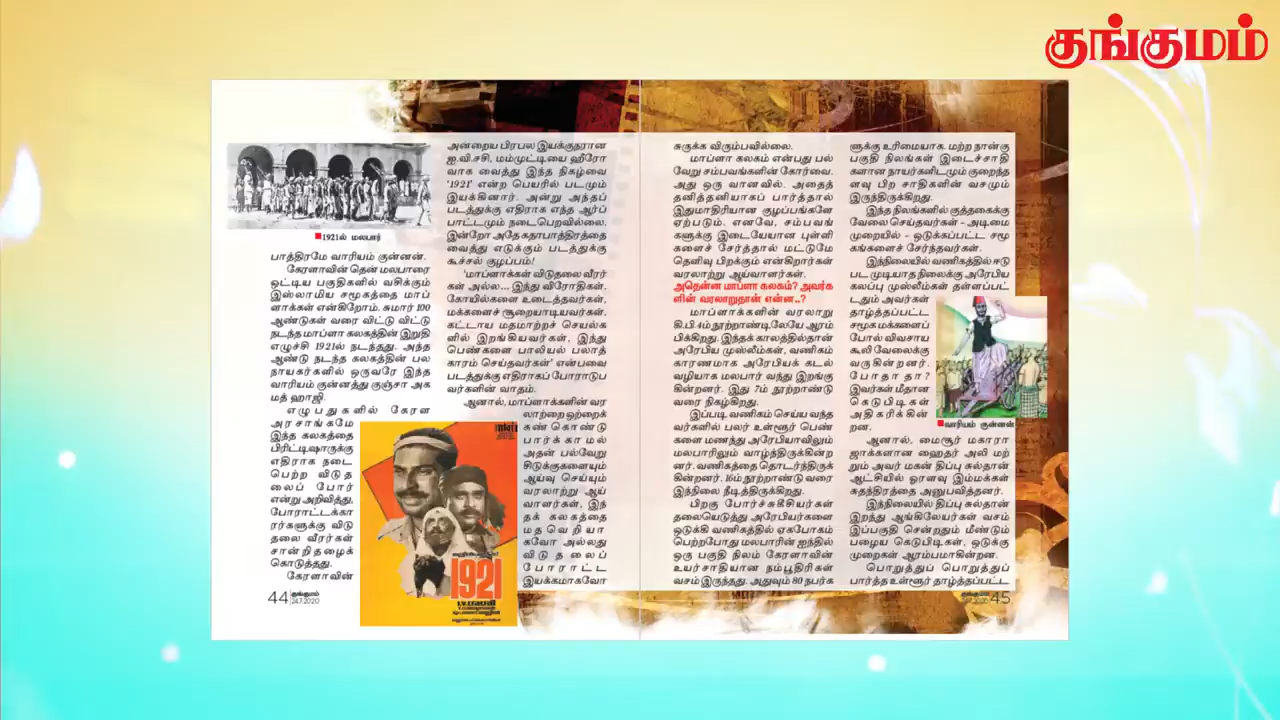 குங்குமம்
1921ல் மலபார்
பாத்திரமே வாரியம் குன்னன்.
கேரளாவின் தென் மலபாரை
ஒட்டிய பகுதிகளில் வசிக்கும்
இஸ்லாமிய சமூகத்தை மாப்
ளாக்கள் என்கிறோம். சுமார் 100
ஆண்டுகள் வரை விட்டு விட்டு
நடந்த மாப்ளா கலகத்தின் இறுதி
எழுச்சி 1921ல் நடந்தது. அந்த
ஆண்டு நடந்த கலகத்தின் பல
நாயகர்களில் ஒருவரே இந்த
வாரியம் குன்னத்து குஞ்சா அக
மத் ஹாஜி.
எழுபதுகளில் கேரள
அரசாங்கமே
இந்த கலகத்தை
பிரிட்டிஷாருக்கு
எதிராக நடை
பெற்ற விடுத
லைப் போர்
என்று அறிவித்து,
போராட்டக்கா
ரர்களுக்கு விடு
தலை வீரர்கள்
சான்றிதழைக்
கொடுத்தது.
கேரளாவின்
44 குங்குமம்
24.7.2020
அன்றைய பிரபல இயக்குநரான
ஐ.வி.சசி, மம்முட்டியை ஹீரோ
வாக வைத்து இந்த நிகழ்வை
'1921' என்ற பெயரில் படமும்
இயக்கினார். அன்று அந்தப்
படத்துக்கு எதிராக எந்த ஆர்ப்
பாட்டமும் நடைபெறவில்லை.
இன்றோ அதே கதாபாத்திரத்தை
வைத்து எடுக்கும் படத்துக்கு
கூச்சல் குழப்பம்!
'மாப்ளாக்கள் விடுதலை வீரர்
கள் அல்ல... இந்து விரோதிகள்.
கோயில்களை உடைத்தவர்கள்.
மக்களைச் சூறையாடியவர்கள்.
கட்டாய மதமாற்றச் செயல்க
ளில் இறங்கியவர்கள், இந்து
பெண்களை பாலியல் பலாத்
காரம் செய்தவர்கள்' என்பவை
படத்துக்கு எதிராகப் போராடுப
வர்களின் வாதம்.
ஆனால், மாப்ளாக்களின் வர
லாற்றை ஒற்றைக்
கண் கொண்டு
பார்க்காமல்
அதன் பல்வேறு
சிடுக்குகளையும்
ஆய்வு செய்யும்
வரலாற்று ஆய்
வாளர்கள், இந்
தக் கலகத்தை
மத வெறியா
கவோ அல்லது
விடுதலைப்
போராட்ட
இயக்கமாகவோ
1921
சுருக்க விரும்பவில்லை.
மாப்ளா கலகம் என்பது பல்
வேறு சம்பவங்களின் கோர்வை.
அது ஒரு வானவில். அதைத்
தனித்தனியாகப் பார்த்தால்
இதுமாதிரியான குழப்பங்களே
ஏற்படும். எனவே, சம்பவங்
களுக்கு இடையேயான புள்ளி
களைச் சேர்த்தால் மட்டுமே
தெளிவு பிறக்கும் என்கிறார்கள்
வரலாற்று ஆய்வாளர்கள்.
அதென்ன மாப்ளா கலகம்? அவர்க
ளின் வரலாறுதான் என்ன..?
மாப்ளாக்களின் வரலாறு
கி.பி.4ம் நூற்றாண்டிலேயே ஆரம்
பிக்கிறது. இந்தக் காலத்தில்தான்
அரேபிய முஸ்லீம்கள், வணிகம்
காரணமாக அரேபியக் கடல்
வழியாக மலபார் வந்து இறங்கு
கின்றனர். இது 7ம் நூற்றாண்டு
வரை நிகழ்கிறது.
இப்படி வணிகம் செய்ய வந்த
வர்களில் பலர் உள்ளூர் பெண்
களை மணந்து அரேபியாவிலும்
மலபாரிலும் வாழ்ந்திருக்கின்ற
னர். வணிகத்தை தொடர்ந்திருக்
கின்றனர். 16ம் நூற்றாண்டு வரை
இந்நிலை நீடித்திருக்கிறது.
பிறகு போர்ச்சுகீசியர்கள்
தலையெடுத்து அரேபியர்களை
ஒடுக்கி வணிகத்தில் ஏகபோகம்
பெற்றபோது மலபாரின் ஐந்தில்
ஒரு பகுதி நிலம் கேரளாவின்
உயர்சாதியான நம்பூதிரிகள்
வசம் இருந்தது. அதுவும் 80 நபர்க
ளுக்கு உரிமையாக. மற்ற நான்கு
பகுதி நிலங்கள் இடைச்சாதி
களான நாயர்களிடமும் குறைந்த
ளவு பிற சாதிகளின் வசமும்
இருந்திருக்கிறது.
இந்த நிலங்களில் குத்தகைக்கு
வேலை செய்தவர்கள் - அடிமை
முறையில் - ஒடுக்கப்பட்ட சமூ
கங்களைச் சேர்ந்தவர்கள்.
இந்நிலையில் வணிகத்தில் ஈடு
பட முடியாத நிலைக்கு அரேபிய
கலப்பு முஸ்லீம்கள் தள்ளப்பட்
டதும் அவர்கள்
தாழ்த்தப்பட்ட
சமூக மக்களைப்
போல் விவசாய
கூலி வேலைக்கு
வருகின்றனர்.
போதாதா?
இவர்கள் மீதான
கெடுபிடிகள்
அதிகரிக்கின்
றன.
வாரியம் குன்னன்
ஆனால், மைசூர் மகாரா
ஜாக்களான ஹைதர் அலி மற்
றும் அவர் மகன் திப்பு சுல்தான்
ஆட்சியில் ஓரளவு இம்மக்கள்
சுதந்திரத்தை அனுபவித்தனர்.
இந்நிலையில் திப்பு சுல்தான்
இறந்து ஆங்கிலேயர்கள் வசம்
இப்பகுதி சென்றதும் மீண்டும்
பழைய கெடுபிடிகள், ஒடுக்கு
முறைகள் ஆரம்பமாகின்றன.
பொறுத்துப் பொறுத்துப்
பார்த்த உள்ளூர் தாழ்த்தப்பட்ட
குங்குமம் 45
24.7.2020